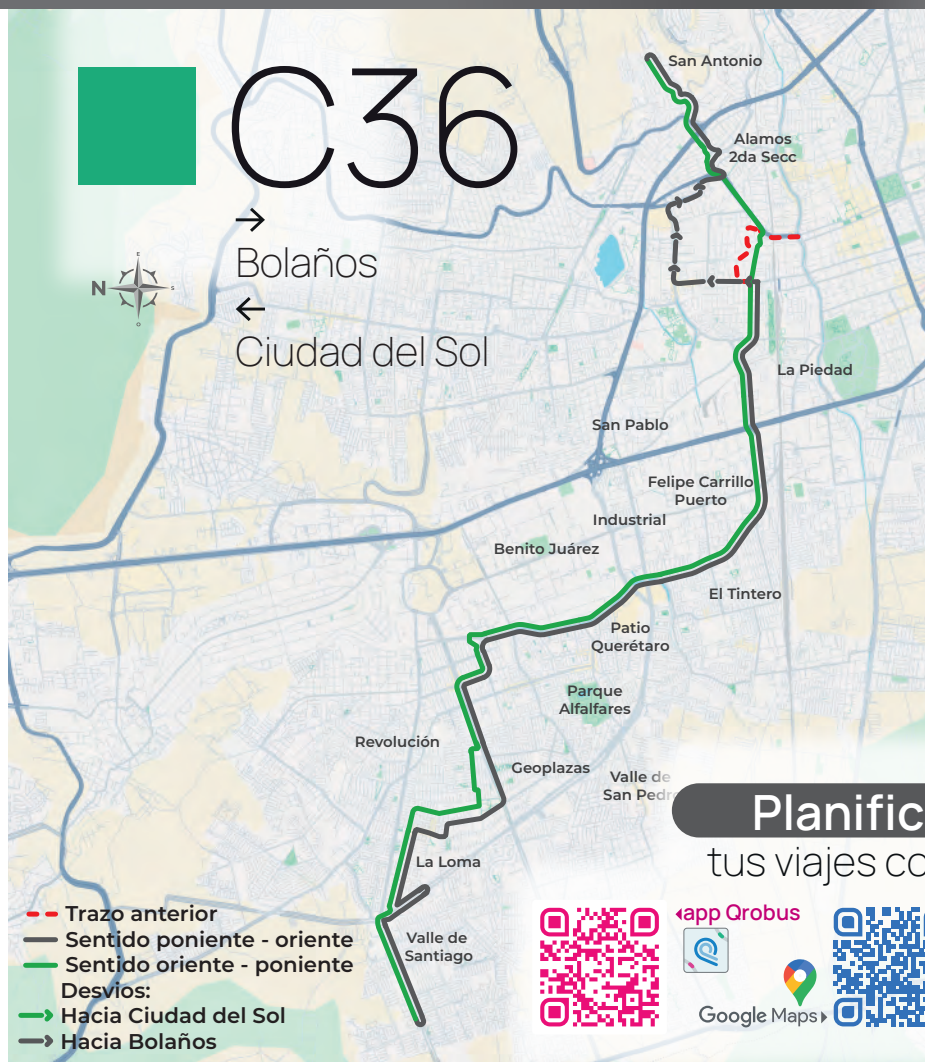 C36
→
Bolaños
←
Ciudad del Sol
E
N
S
O
San Antonio
Alamos
2da Secc
La Piedad
San Pablo
Felipe Carrillo
Puerto
Industrial
Benito Juárez
El Tintero
Patio
Querétaro
Parque
Alfalfares
Revolución
Geoplazas
Valle de
San Pedro
La Loma
Valle de
Santiago
Planific
tus viajes co
app Qrobus
Google Maps
Trazo anterior
Sentido poniente - oriente
Sentido oriente - poniente
Desvios:
Hacia Ciudad del Sol
Hacia Bolaños